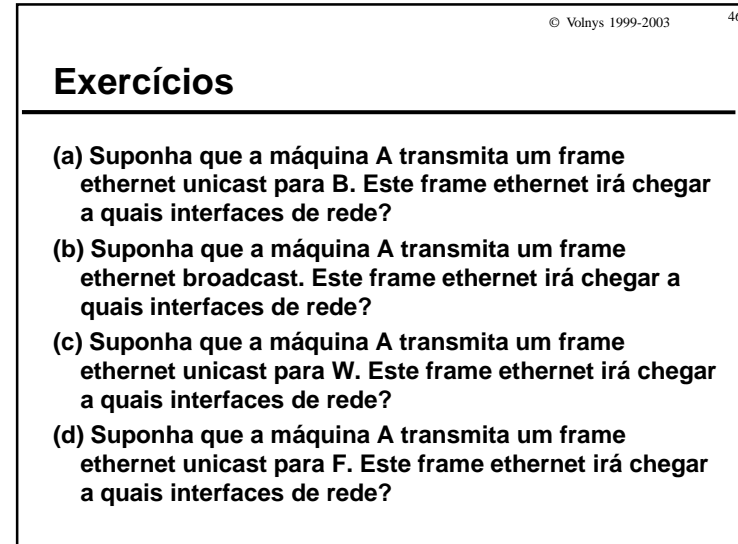 © Volnys 1999-2003
46
Exercícios
(a) Suponha que a máquina A transmita um frame
ethernet unicast para B. Este frame ethernet irá chegar
a quais interfaces de rede?
(b) Suponha que a máquina A transmita um frame
ethernet broadcast. Este frame ethernet irá chegar a
quais interfaces de rede?
(c) Suponha que a máquina A transmita um frame
ethernet unicast para W. Este frame ethernet irá chegar
a quais interfaces de rede?
(d) Suponha que a máquina A transmita um frame
ethernet unicast para F. Este frame ethernet irá chegar
a quais interfaces de rede?